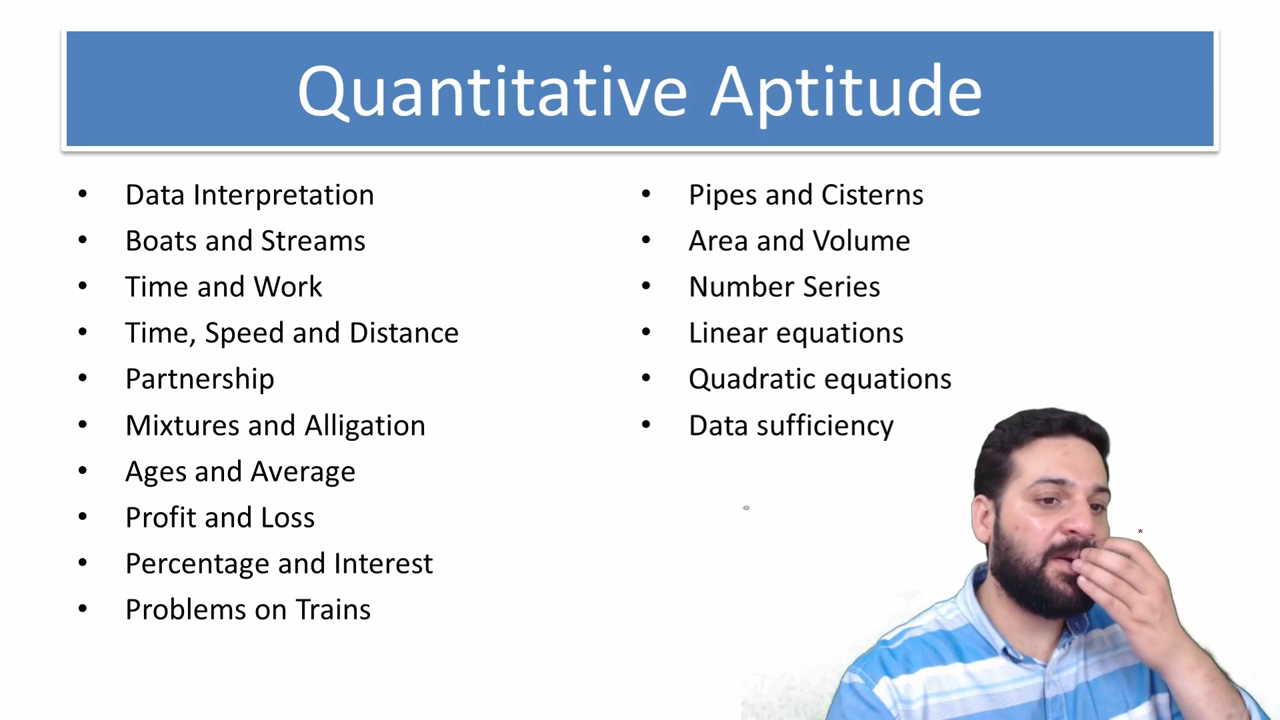 Quantitative Aptitude
• Data Interpretation
• Boats and Streams
• Time and Work
• Time, Speed and Distance
• Partnership
• Mixtures and Alligation
• Ages and Average
• Profit and Loss
• Percentage and Interest
• Problems on Trains
• Pipes and Cisterns
• Area and Volume
• Number Series
• Linear equations
• Quadratic equations
• Data sufficiency